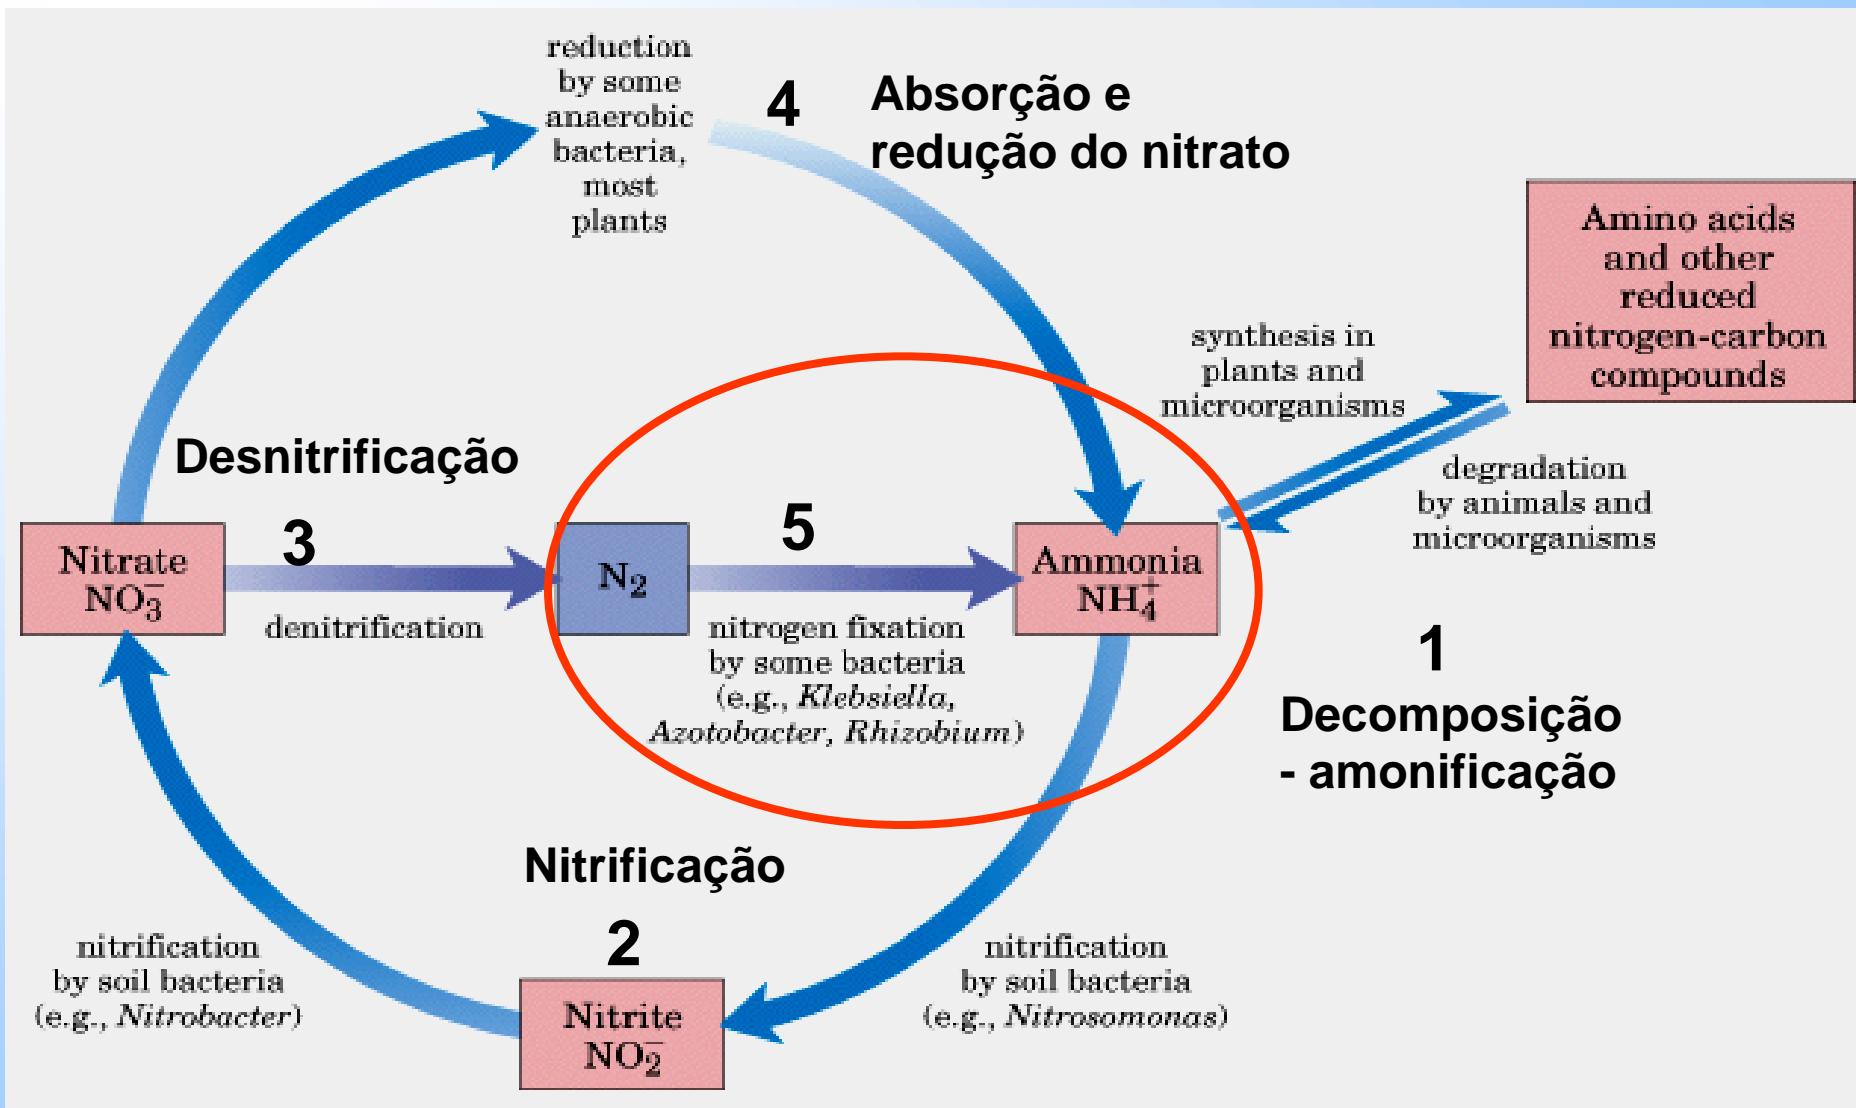 reduction
by some
anaerobic
bacteria,
most
plants
4
Absorção e
redução do nitrato
Amino acids
and other
reduced
nitrogen-carbon
compounds
synthesis in
plants and
microorganisms
degradation
by animals and
microorganisms
Desnitrificação
3
Nitrate
NO₃⁻
denitrification
N₂
5
nitrogen fixation
by some bacteria
(e.g., Klebsiella,
Azotobacter, Rhizobium)
Ammonia
NH₄⁺
1
Decomposição
- amonificação
Nitrificação
2
nitrification
by soil bacteria
(e.g., Nitrobacter)
Nitrite
NO₂⁻
nitrification
by soil bacteria
(e.g., Nitrosomonas)